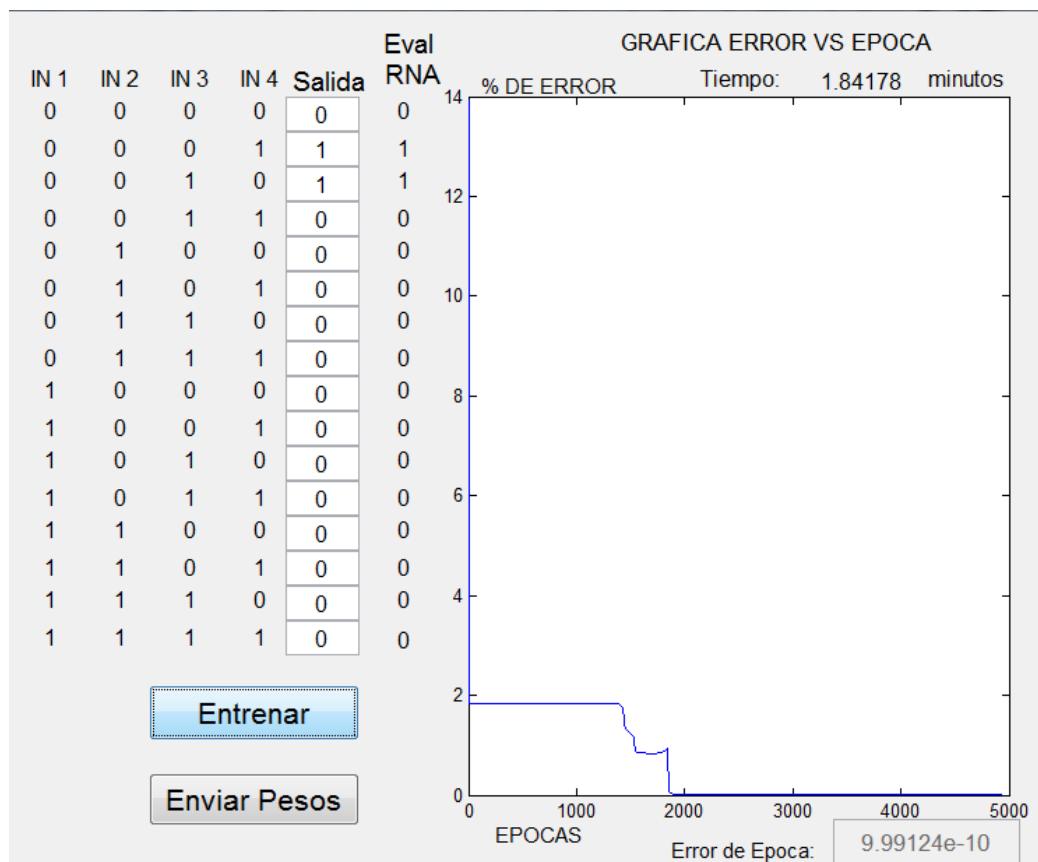 GRAFICA ERROR VS EPOCA
Tiempo: 1.84178 minutos
% DE ERROR
IN 1 IN 2 IN 3 IN 4 Salida Eval RNA
0 0 0 0 0 0
0 0 0 1 1 1
0 0 1 0 1 1
0 0 1 1 0 0
0 1 0 0 0 0
0 1 0 1 0 0
0 1 1 0 0 0
0 1 1 1 0 0
1 0 0 0 0 0
1 0 0 1 0 0
1 0 1 0 0 0
1 0 1 1 0 0
1 1 0 0 0 0
1 1 0 1 0 0
1 1 1 0 0 0
1 1 1 1 0 0
Entrenar
Enviar Pesos
14
12
10
8
6
4
2
0
0 1000 2000 3000 4000 5000
EPOCAS
Error de Epoca: 9.99124e-10